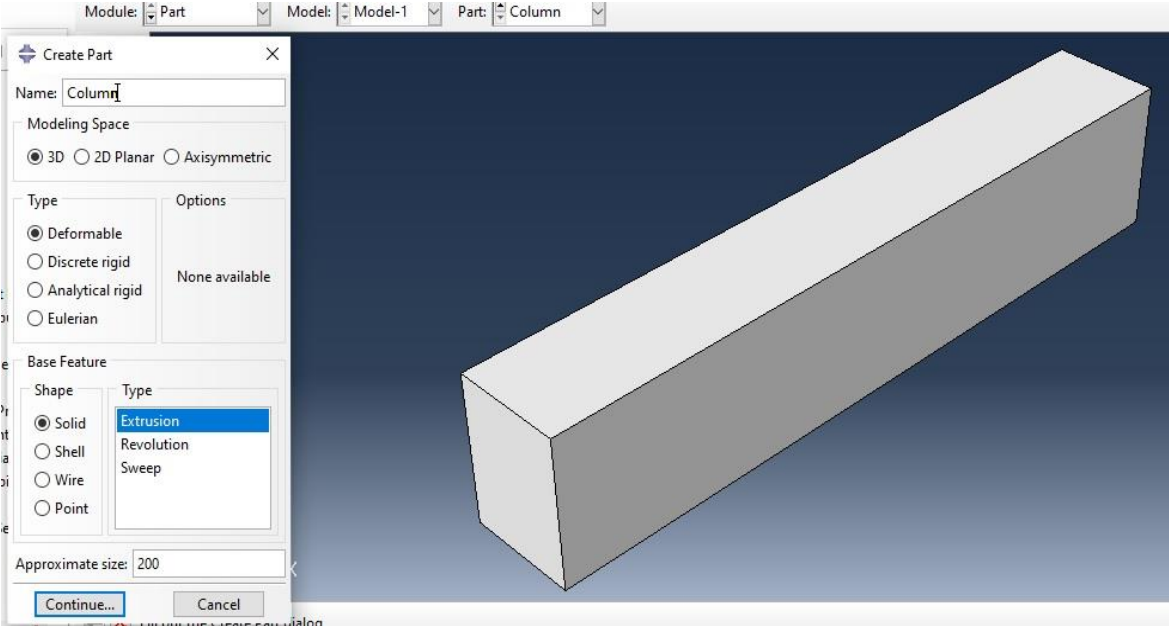 Module: Part Model: Model-1 Part: Column
Create Part
Name: Column
Modeling Space
3D 2D Planar Axisymmetric
Type
Options
Deformable
Discrete rigid
Analytical rigid
Eulerian
None available
Base Feature
Shape
Type
Solid
Shell
Wire
Point
Extrusion
Revolution
Sweep
Approximate size: 200
Continue... Cancel
X